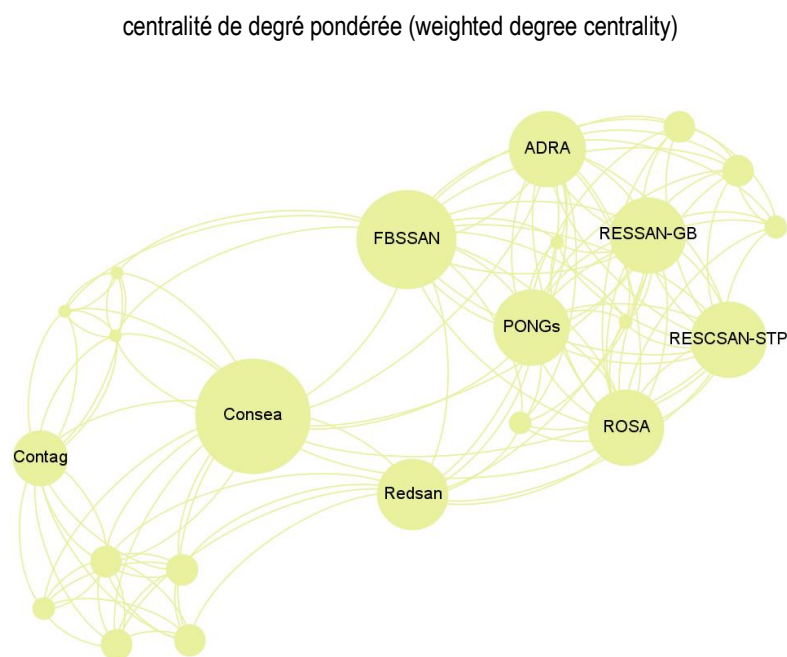 centralité de degré pondérée (weighted degree centrality)
ADRA
FBSSAN
RESSAN-GB
PONGs
RESCSAN-STP
Consea
ROSA
Contag
Redsan